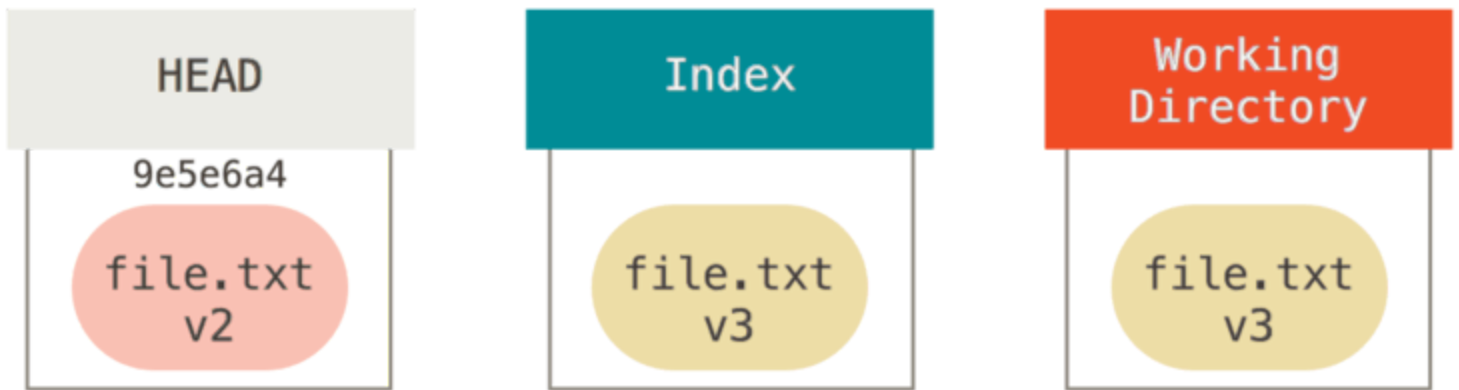 HEAD
Index
Working
Directory
9e5e6a4
file.txt
v2
file.txt
v3
file.txt
v3